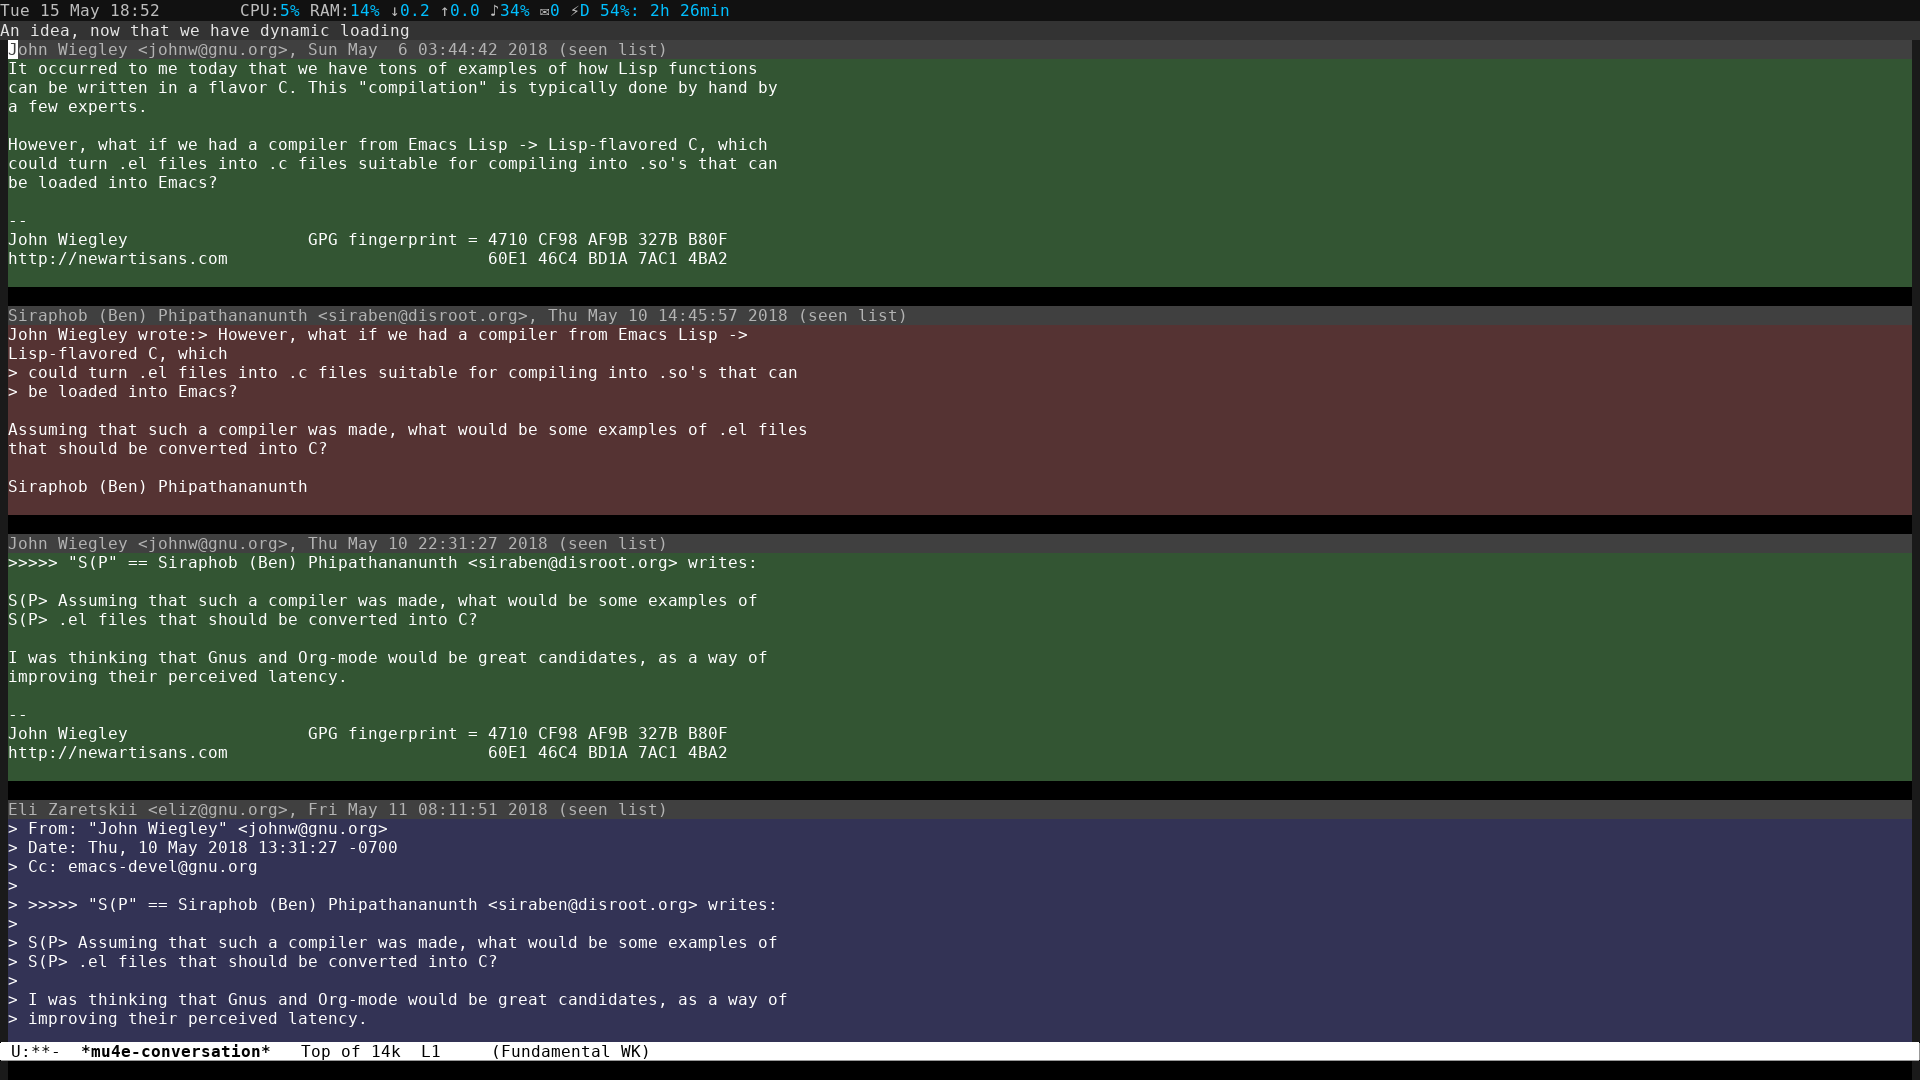 Tue 15 May 18:52        CPU:5% RAM:14% ↓0.2 ↑0.0 ♪34% ✉0 ⚡D 54%: 2h 26min
An idea, now that we have dynamic loading
John Wiegley <johnw@gnu.org>, Sun May  6 03:44:42 2018 (seen list)
It occurred to me today that we have tons of examples of how Lisp functions
can be written in a flavor C. This "compilation" is typically done by hand by
a few experts.

However, what if we had a compiler from Emacs Lisp -> Lisp-flavored C, which
could turn .el files into .c files suitable for compiling into .so's that can
be loaded into Emacs?

--
John Wiegley                  GPG fingerprint = 4710 CF98 AF9B 327B B80F
http://newartisans.com                          60E1 46C4 BD1A 7AC1 4BA2

Siraphob (Ben) Phipathananunth <siraben@disroot.org>, Thu May 10 14:45:57 2018 (seen list)
John Wiegley wrote:> However, what if we had a compiler from Emacs Lisp ->
Lisp-flavored C, which
> could turn .el files into .c files suitable for compiling into .so's that can
> be loaded into Emacs?

Assuming that such a compiler was made, what would be some examples of .el files
that should be converted into C?

Siraphob (Ben) Phipathananunth

John Wiegley <johnw@gnu.org>, Thu May 10 22:31:27 2018 (seen list)
>>>>> "S(P" == Siraphob (Ben) Phipathananunth <siraben@disroot.org> writes:

S(P> Assuming that such a compiler was made, what would be some examples of
S(P> .el files that should be converted into C?

I was thinking that Gnus and Org-mode would be great candidates, as a way of
improving their perceived latency.

--
John Wiegley                  GPG fingerprint = 4710 CF98 AF9B 327B B80F
http://newartisans.com                          60E1 46C4 BD1A 7AC1 4BA2

Eli Zaretskii <eliz@gnu.org>, Fri May 11 08:11:51 2018 (seen list)
> From: "John Wiegley" <johnw@gnu.org>
> Date: Thu, 10 May 2018 13:31:27 -0700
> Cc: emacs-devel@gnu.org
>
> >>>>> "S(P" == Siraphob (Ben) Phipathananunth <siraben@disroot.org> writes:
>
> S(P> Assuming that such a compiler was made, what would be some examples of
> S(P> .el files that should be converted into C?
>
> I was thinking that Gnus and Org-mode would be great candidates, as a way of
> improving their perceived latency.
U:**-  *mu4e-conversation*   Top of 14k  L1     (Fundamental WK)